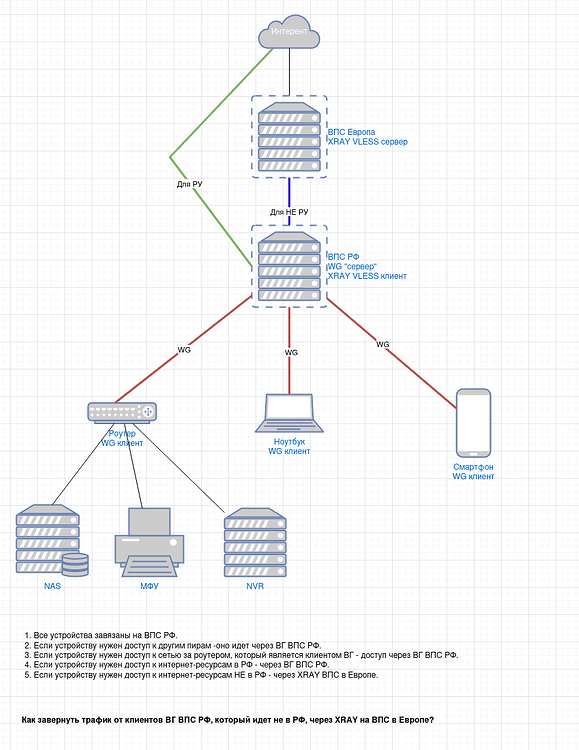 Интерент
ВПС Европа
XRAY VLESS сервер
Для РУ
Для НЕ РУ
ВПС РФ
WG "сервер"
XRAY VLESS клиент
WG
WG
WG
Роутер
WG клиент
Ноутбук
WG клиент
Смартфон
WG клиент
NAS
МФУ
NVR
1. Все устройства завязаны на ВПС РФ.
2. Если устройству нужен доступ к другим пирам -оно идет через ВГ ВПС РФ.
3. Если устройству нужен доступ к сетью за роутером, который является клиентом ВГ - доступ через ВГ ВПС РФ.
4. Если устройству нужен доступ к интернет-ресурсам в РФ - через ВГ ВПС РФ.
5. Если устройству нужен доступ к интернет-ресурсам НЕ в РФ - через XRAY ВПС в Европе.
Как завернуть трафик от клиентов ВГ ВПС РФ, который идет не в РФ, через XRAY на ВПС в Европе?